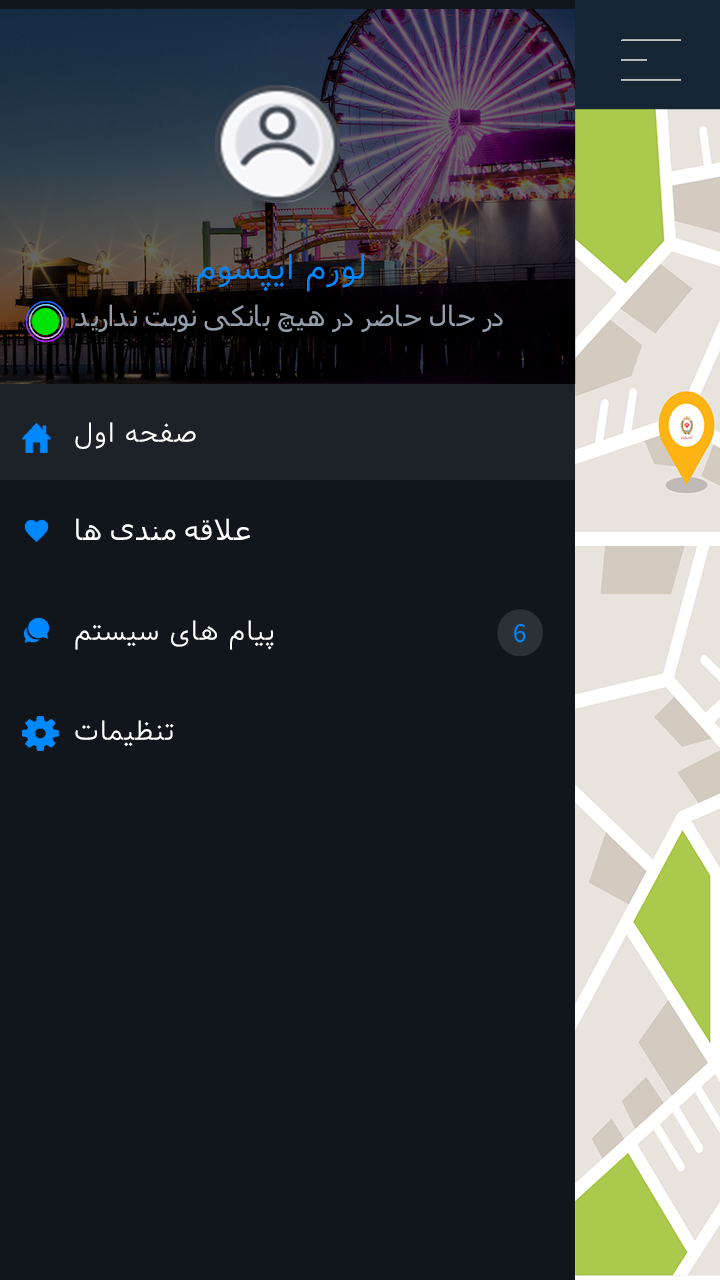 لورم ایپسوم
در حال حاضر در هیچ بانکی نوبت ندارید
صفحه اول
علاقه مندی ها
پیام های سیستم
6
تنظیمات